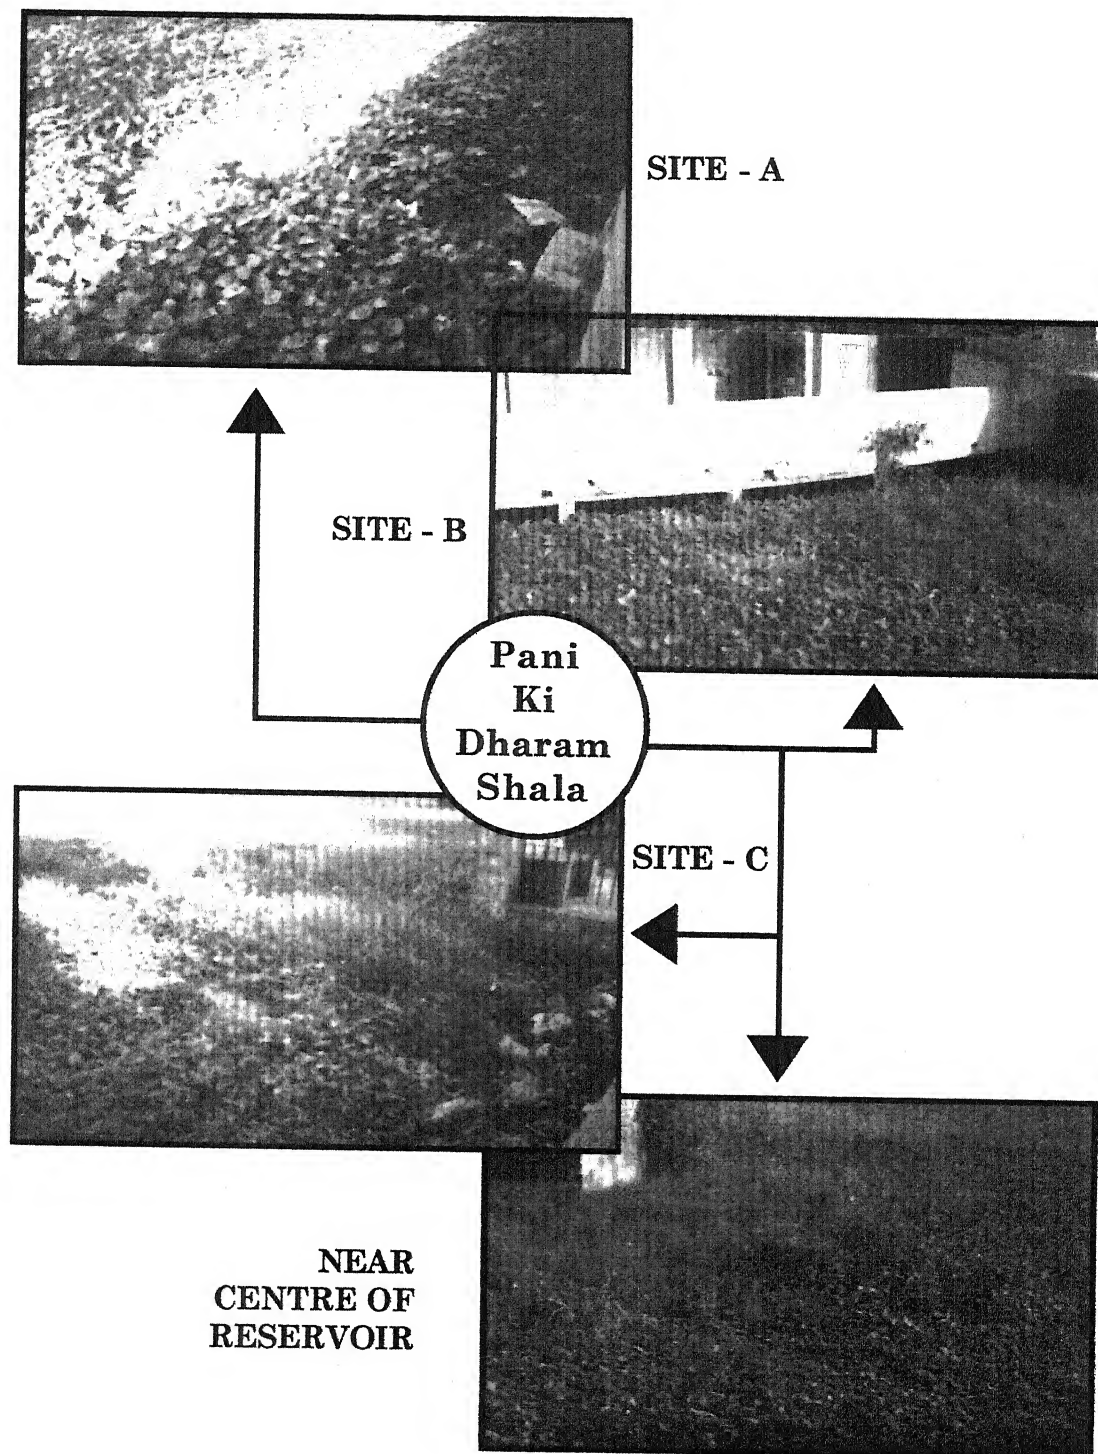 SITE - A
SITE - B
Pani
Ki
Dharam
Shala
SITE - C
NEAR
CENTRE OF
RESERVOIR